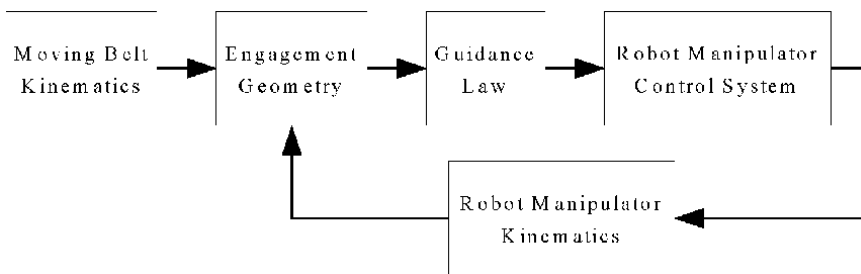 Moving Belt
Kinematics
Engagement
Geometry
Guidance
Law
Robot Manipulator
Control System
Robot Manipulator
Kinematics